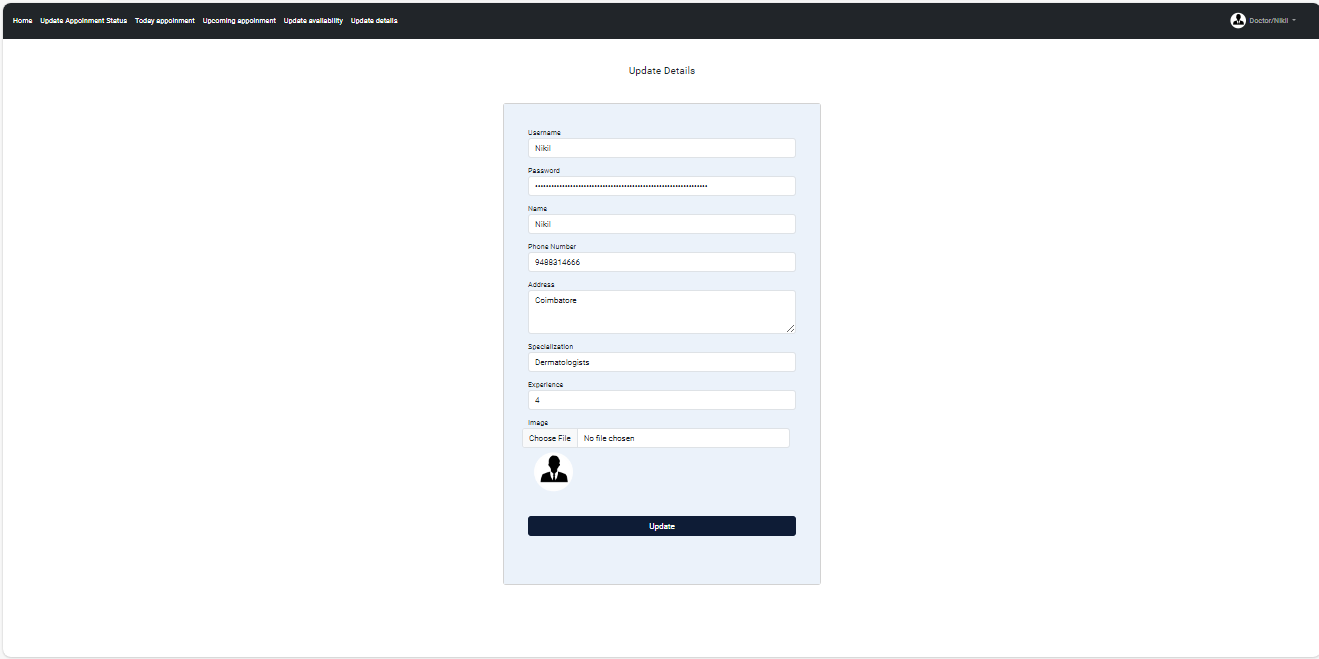 Home Update Appoinment Status Today appoinment Upcoming appoinment Update availability Update details Doctor/Nikil
Update Details
Username
Nikil
Password
Name
Nikil
Phone Number
9488314666
Address
Coimbatore
Specialization
Dermatologists
Experience
4
Image
Choose File No file chosen
Update